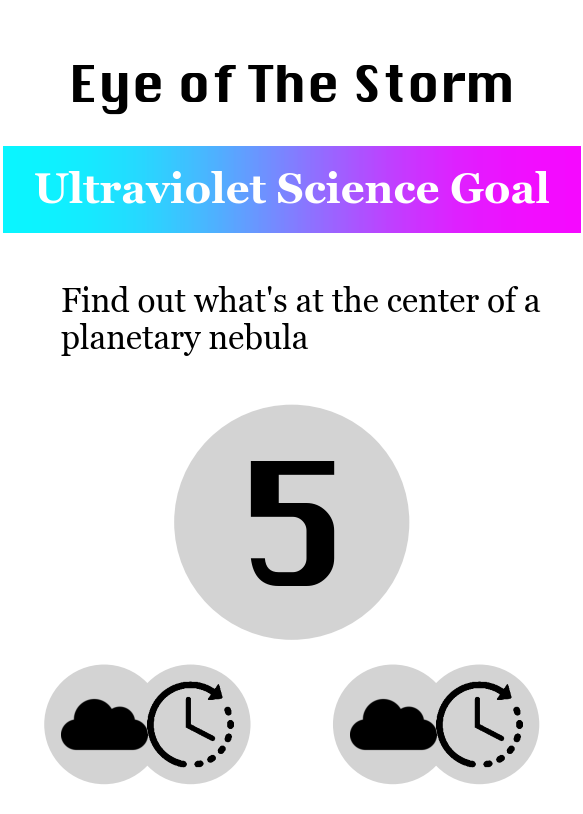 Eye of The Storm
Ultraviolet Science Goal
Find out what's at the center of a
planetary nebula
5